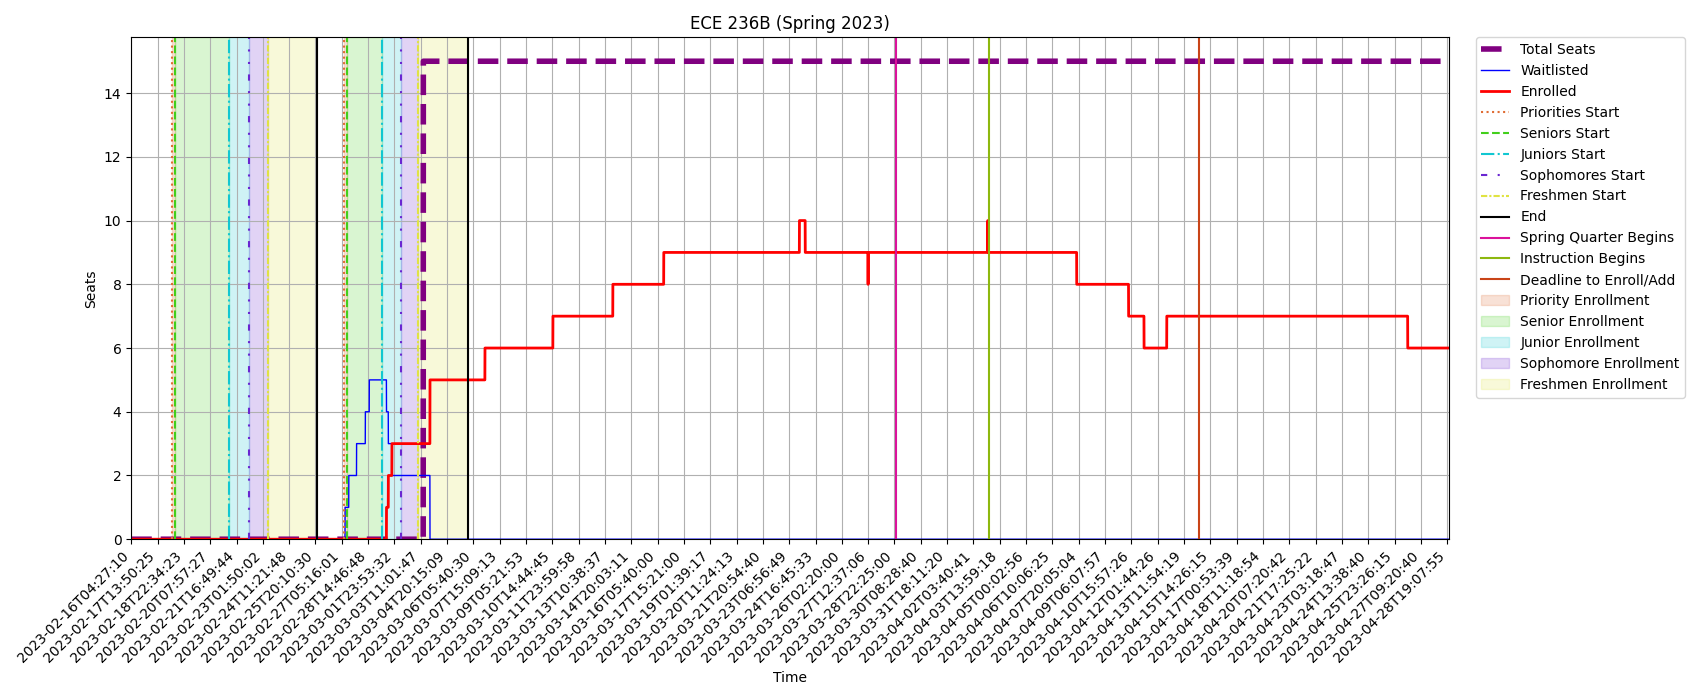 ECE 236B (Spring 2023)
Seats
14
12
10
8
6
4
2
0
2023-02-16T04:27:10
2023-02-17T13:50:25
2023-02-18T22:34:23
2023-02-20T07:57:27
2023-02-21T16:49:44
2023-02-23T01:50:02
2023-02-24T11:21:48
2023-02-25T20:10:30
2023-02-27T05:16:01
2023-02-28T14:46:48
2023-03-01T23:53:32
2023-03-03T11:01:47
2023-03-04T20:15:09
2023-03-06T05:40:30
2023-03-07T15:09:13
2023-03-09T05:21:53
2023-03-10T14:44:45
2023-03-11T23:59:58
2023-03-13T10:38:37
2023-03-14T20:03:11
2023-03-16T05:40:00
2023-03-17T15:21:00
2023-03-19T01:39:17
2023-03-20T11:24:13
2023-03-21T20:54:40
2023-03-23T06:56:49
2023-03-24T16:45:33
2023-03-26T02:20:00
2023-03-27T12:37:06
2023-03-28T22:25:00
2023-03-30T08:28:40
2023-03-31T18:11:20
2023-04-02T03:40:41
2023-04-03T13:59:18
2023-04-05T00:02:56
2023-04-06T10:06:25
2023-04-07T20:05:04
2023-04-09T06:07:57
2023-04-10T15:57:26
2023-04-12T01:44:26
2023-04-13T11:54:19
2023-04-15T14:26:15
2023-04-17T00:53:39
2023-04-18T11:18:54
2023-04-20T07:20:42
2023-04-21T17:25:22
2023-04-23T03:18:47
2023-04-24T13:38:40
2023-04-25T23:26:15
2023-04-27T09:20:40
2023-04-28T19:07:55
Time
Total Seats
Waitlisted
Enrolled
Priorities Start
Seniors Start
Juniors Start
Sophomores Start
Freshmen Start
End
Spring Quarter Begins
Instruction Begins
Deadline to Enroll/Add
Priority Enrollment
Senior Enrollment
Junior Enrollment
Sophomore Enrollment
Freshmen Enrollment